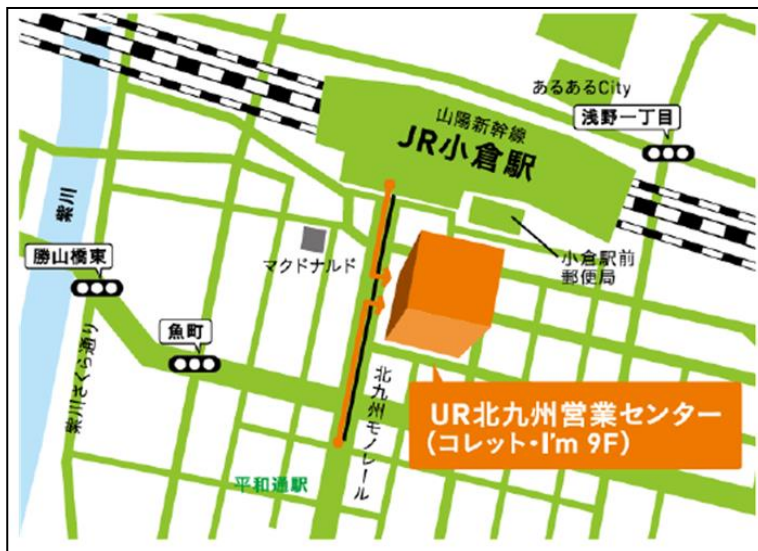 あるあるCity
浅野一丁目
山陽新幹線
JR小倉駅
紫川
小倉駅前
郵便局
マクドナルド
勝山橋東
魚町
紫川さくら通り
北九州モノレール
UR北九州営業センター
(コレット・I'm 9F)
平和通駅